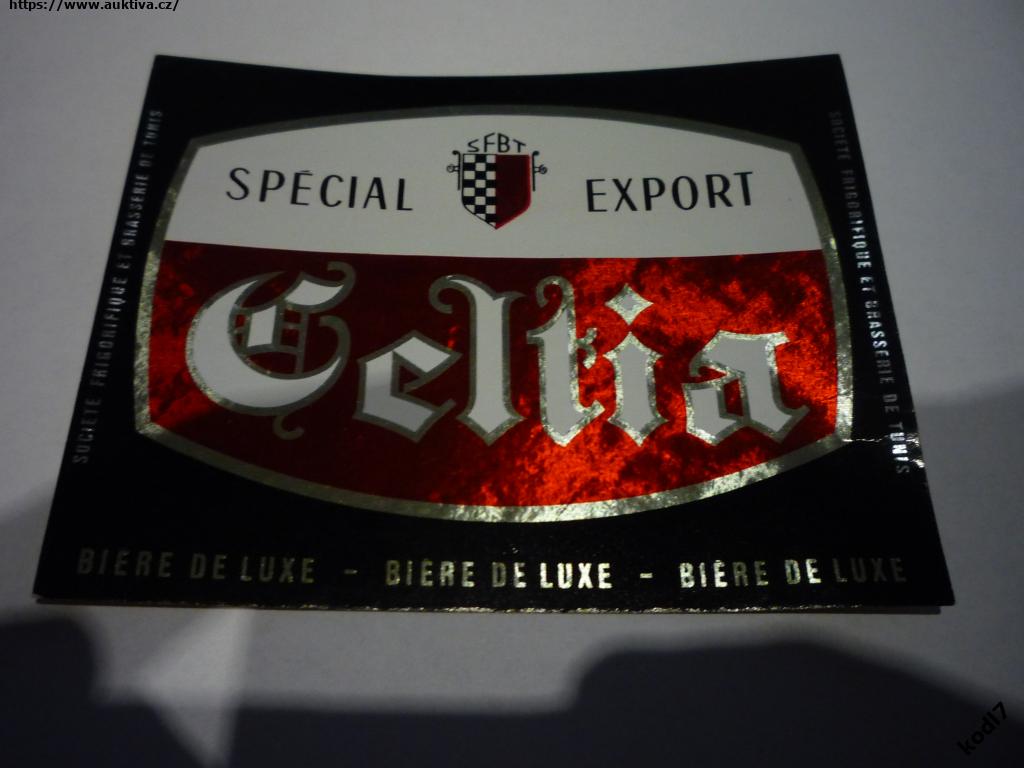 https://www.auktiva.cz/
SFBT
SPÉCIAL EXPORT
Celtia
SOCIETE FRIGORIFIQUE ET BRASSERIE DE TUNIS
SOCIETE FRIGORIFIQUE ET BRASSERIE DE TUNIS
BIÈRE DE LUXE - BIÈRE DE LUXE - BIÈRE DE LUXE
kodl7